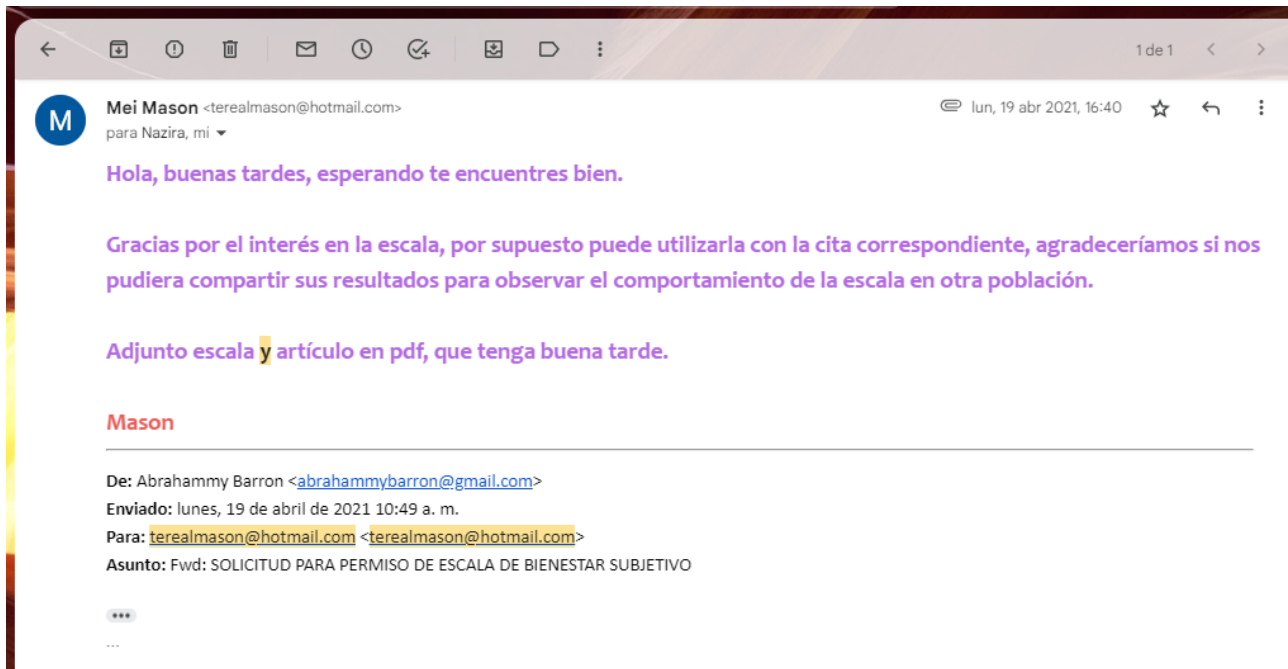 1 de 1
M
Mei Mason <terealmason@hotmail.com>
lun, 19 abr 2021, 16:40
para Nazira, mi
Hola, buenas tardes, esperando te encuentres bien.
Gracias por el interés en la escala, por supuesto puede utilizarla con la cita correspondiente, agradeceríamos si nos
pudiera compartir sus resultados para observar el comportamiento de la escala en otra población.
Adjunto escala y artículo en pdf, que tenga buena tarde.
Mason
De: Abrahammy Barron <abrahammybarron@gmail.com>
Enviado: lunes, 19 de abril de 2021 10:49 a. m.
Para: terealmason@hotmail.com <terealmason@hotmail.com>
Asunto: Fwd: SOLICITUD PARA PERMISO DE ESCALA DE BIENESTAR SUBJETIVO
...